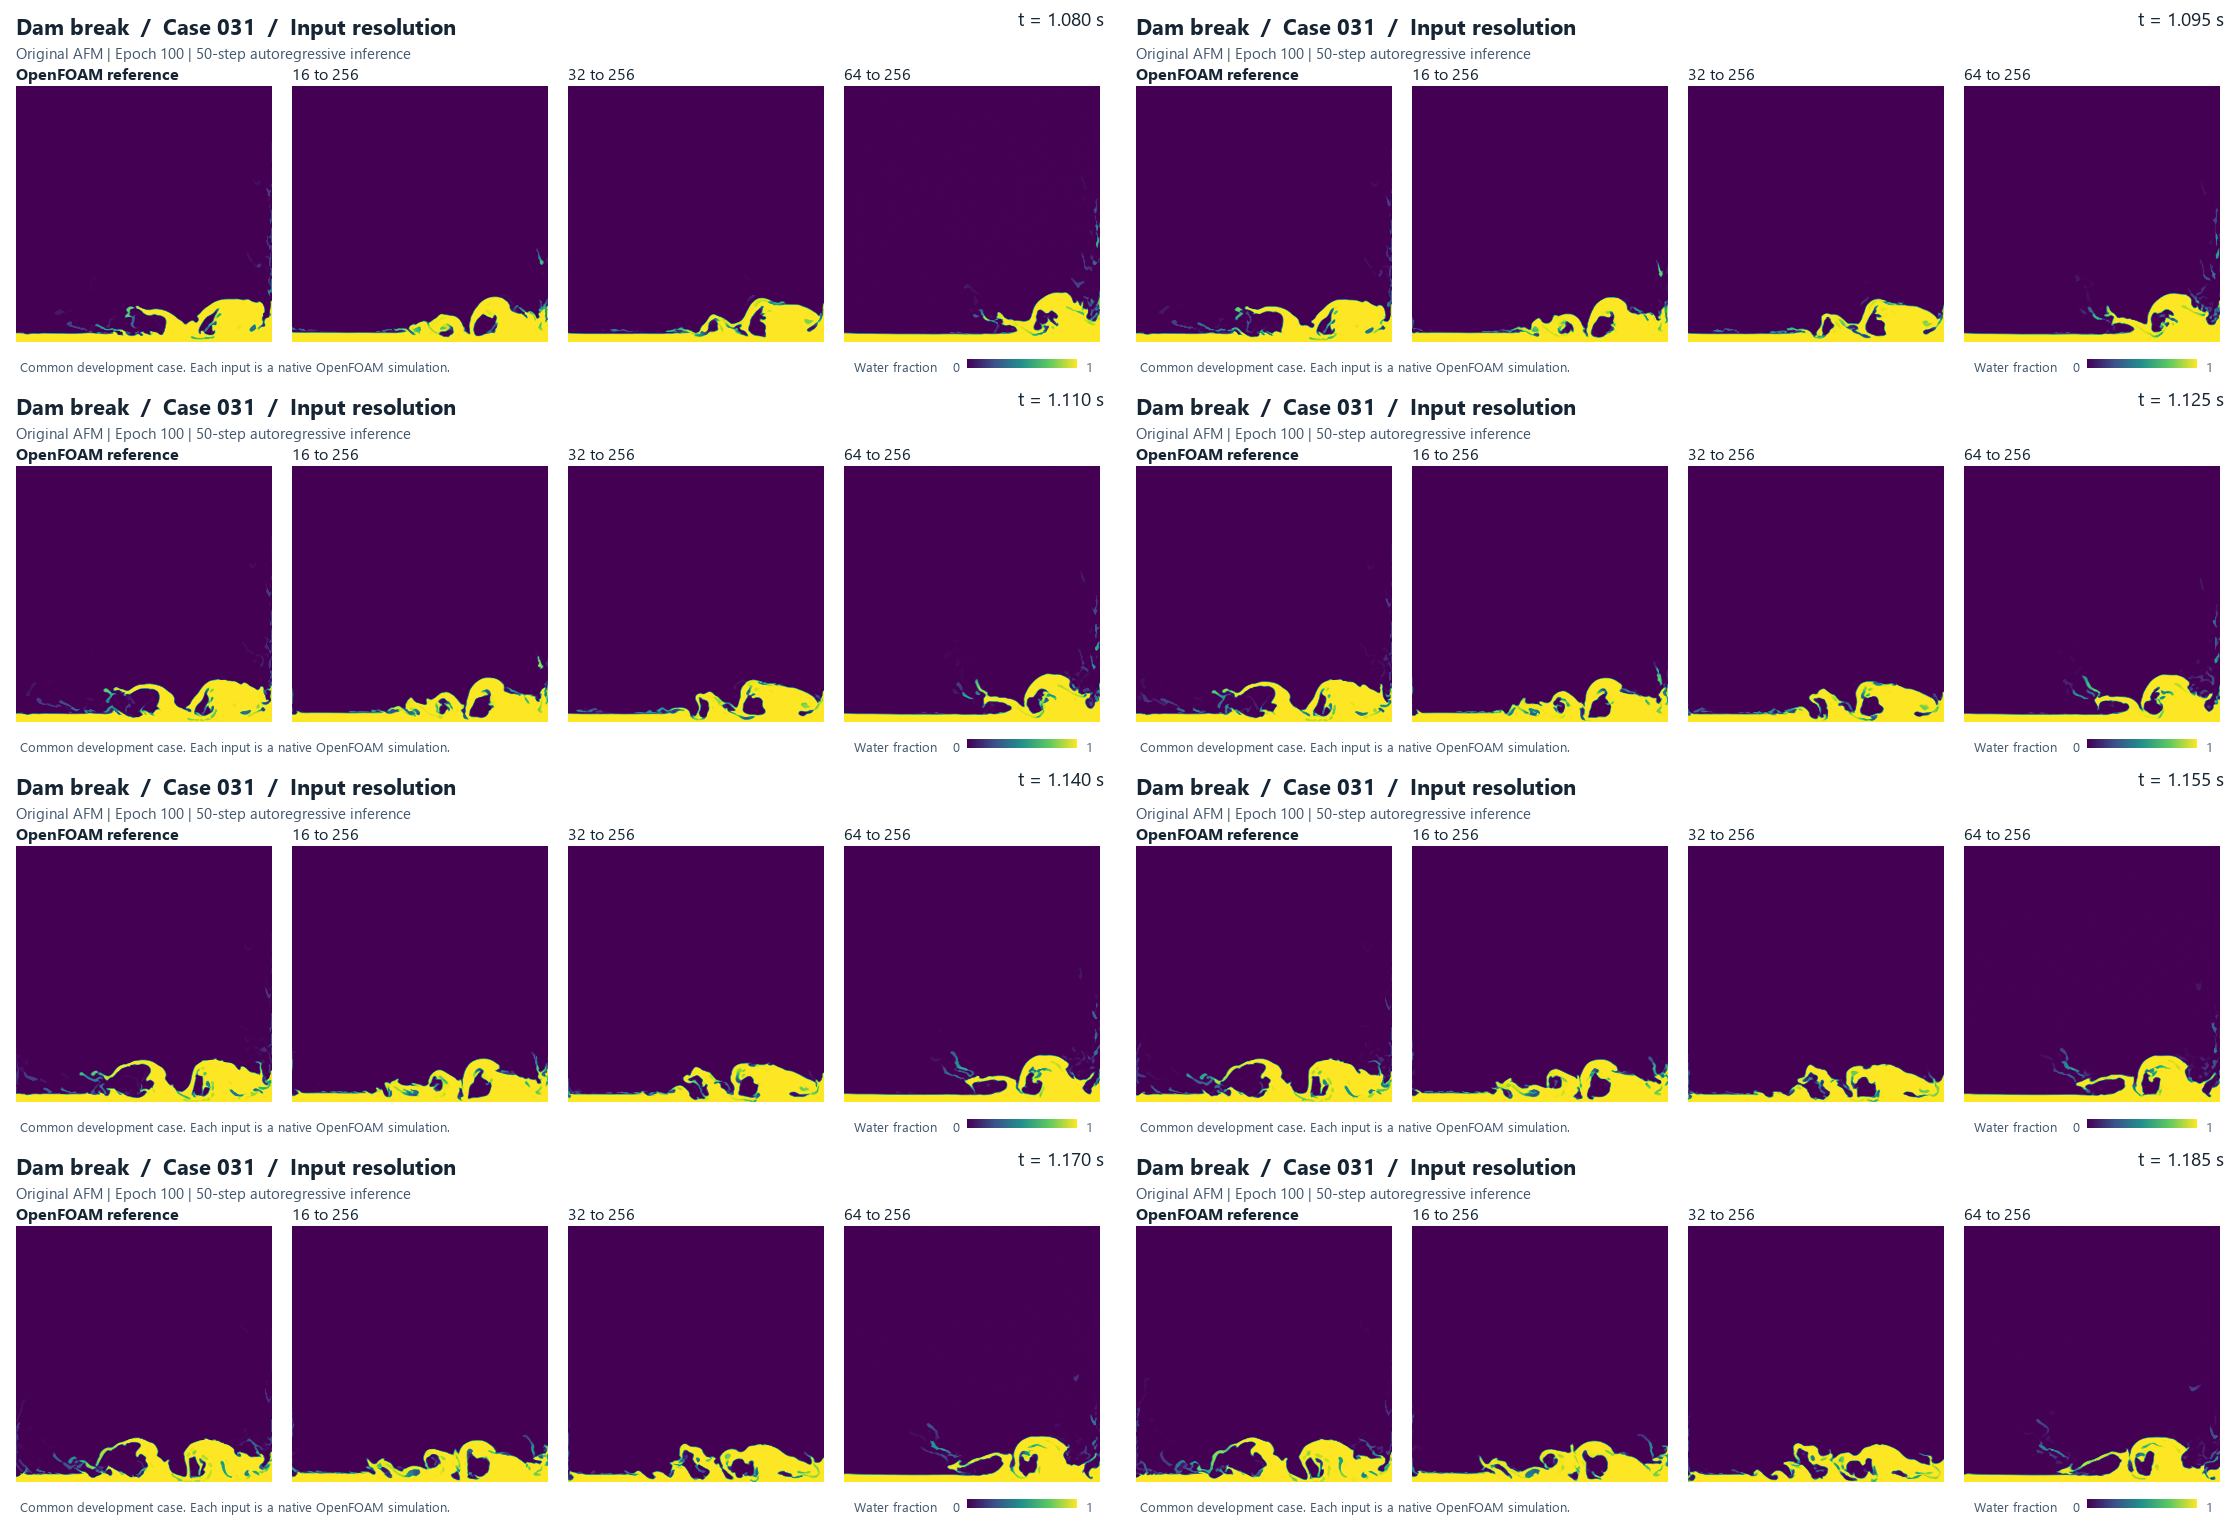 Dam break / Case 031 / Input resolution
t = 1.080 s
Original AFM | Epoch 100 | 50-step autoregressive inference
OpenFOAM reference
16 to 256
32 to 256
64 to 256
Common development case. Each input is a native OpenFOAM simulation.
Water fraction 0 1
Dam break / Case 031 / Input resolution
t = 1.095 s
Original AFM | Epoch 100 | 50-step autoregressive inference
OpenFOAM reference
16 to 256
32 to 256
64 to 256
Common development case. Each input is a native OpenFOAM simulation.
Water fraction 0 1
Dam break / Case 031 / Input resolution
t = 1.110 s
Original AFM | Epoch 100 | 50-step autoregressive inference
OpenFOAM reference
16 to 256
32 to 256
64 to 256
Common development case. Each input is a native OpenFOAM simulation.
Water fraction 0 1
Dam break / Case 031 / Input resolution
t = 1.125 s
Original AFM | Epoch 100 | 50-step autoregressive inference
OpenFOAM reference
16 to 256
32 to 256
64 to 256
Common development case. Each input is a native OpenFOAM simulation.
Water fraction 0 1
Dam break / Case 031 / Input resolution
t = 1.140 s
Original AFM | Epoch 100 | 50-step autoregressive inference
OpenFOAM reference
16 to 256
32 to 256
64 to 256
Common development case. Each input is a native OpenFOAM simulation.
Water fraction 0 1
Dam break / Case 031 / Input resolution
t = 1.155 s
Original AFM | Epoch 100 | 50-step autoregressive inference
OpenFOAM reference
16 to 256
32 to 256
64 to 256
Common development case. Each input is a native OpenFOAM simulation.
Water fraction 0 1
Dam break / Case 031 / Input resolution
t = 1.170 s
Original AFM | Epoch 100 | 50-step autoregressive inference
OpenFOAM reference
16 to 256
32 to 256
64 to 256
Common development case. Each input is a native OpenFOAM simulation.
Water fraction 0 1
Dam break / Case 031 / Input resolution
t = 1.185 s
Original AFM | Epoch 100 | 50-step autoregressive inference
OpenFOAM reference
16 to 256
32 to 256
64 to 256
Common development case. Each input is a native OpenFOAM simulation.
Water fraction 0 1